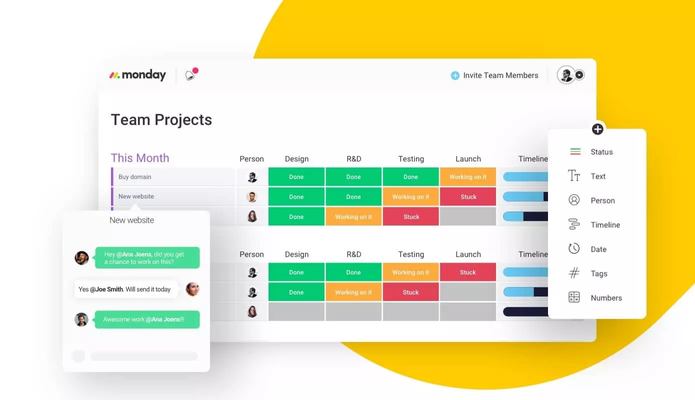 monday
Invite Team Members
Team Projects
This Month Person Design R&D Testing Launch Timeline
Buy domain Done Done Done Working on it
New website Done Done Working on it Stuck
Done Working on it Stuck
Person Design R&D Testing Launch Timeline
Done Done Working on it Stuck
Done Working on it Stuck
New website
Hey @Ana Joens, did you get
a chance to work on this?
Yes @Joe Smith. Will send it today
Awesome work @Ana Joens!!!
Status
Text
Person
Timeline
Date
Tags
Numbers